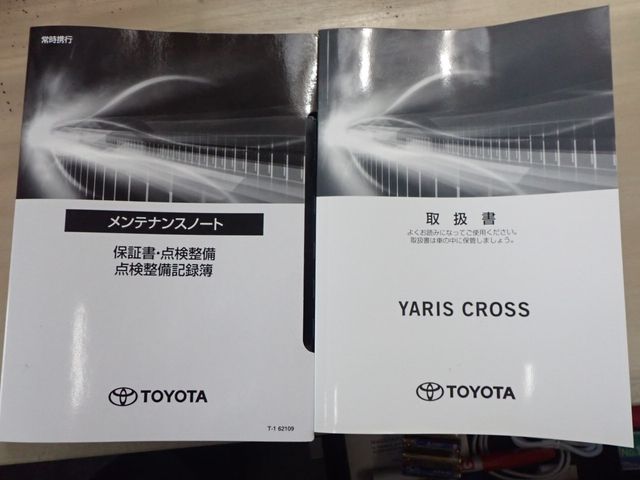 常時携行
メンテナンスノート
保証書・点検整備
点検整備記録簿
TOYOTA
T-1 62109
取扱書
よくお読みになってご使用ください。
取扱書は車の中に保管しましょう。
YARIS CROSS
TOYOTA